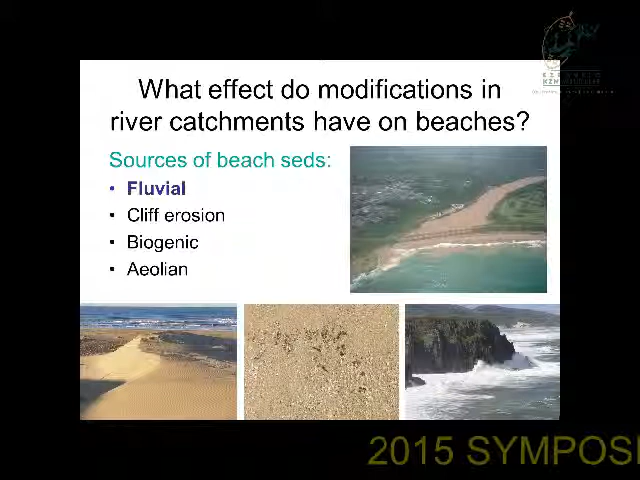 What effect do modifications in
river catchments have on beaches?
Sources of beach seds:
• Fluvial
• Cliff erosion
• Biogenic
• Aeolian
2015 SYMPOSI